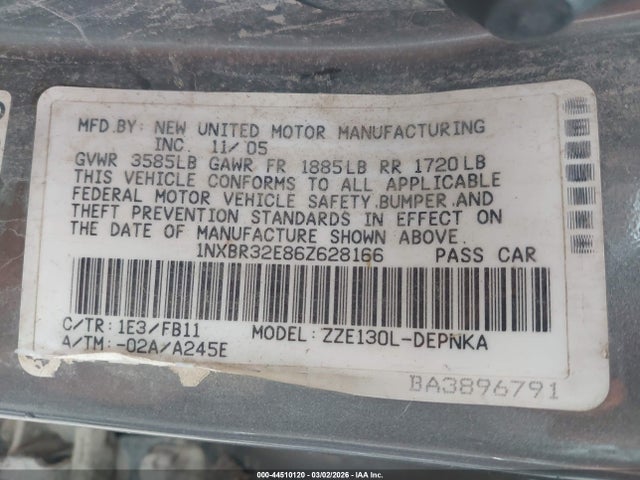 MFD.BY: NEW UNITED MOTOR MANUFACTURING
INC. 11/'05
GVWR 3585LB GAWR FR 1885LB RR 1720LB
THIS VEHICLE CONFORMS TO ALL APPLICABLE
FEDERAL MOTOR VEHICLE SAFETY,BUMPER,AND
THEFT PREVENTION STANDARDS IN EFFECT ON
THE DATE OF MANUFACTURE SHOWN ABOVE.
1NXBR32E86Z628166 PASS CAR
C/TR: 1E3/FB11 MODEL: ZZE130L-DEPNKA
A/TM: -02A/A245E
BA3896791
000-44510120 - 03/02/2026 - © IAA, Inc.